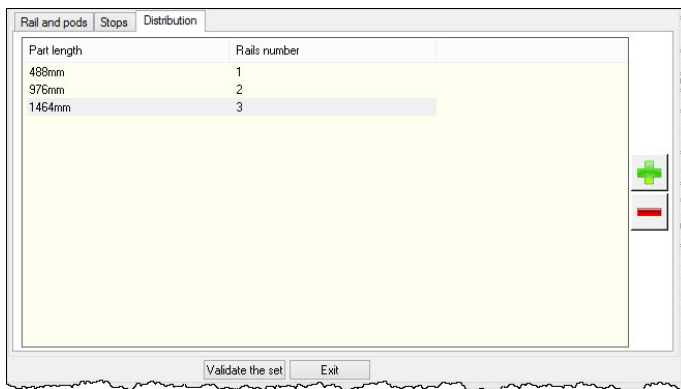 Rail and pods Stops Distribution
Part length Rails number
488mm 1
976mm 2
1464mm 3
Validate the set Exit